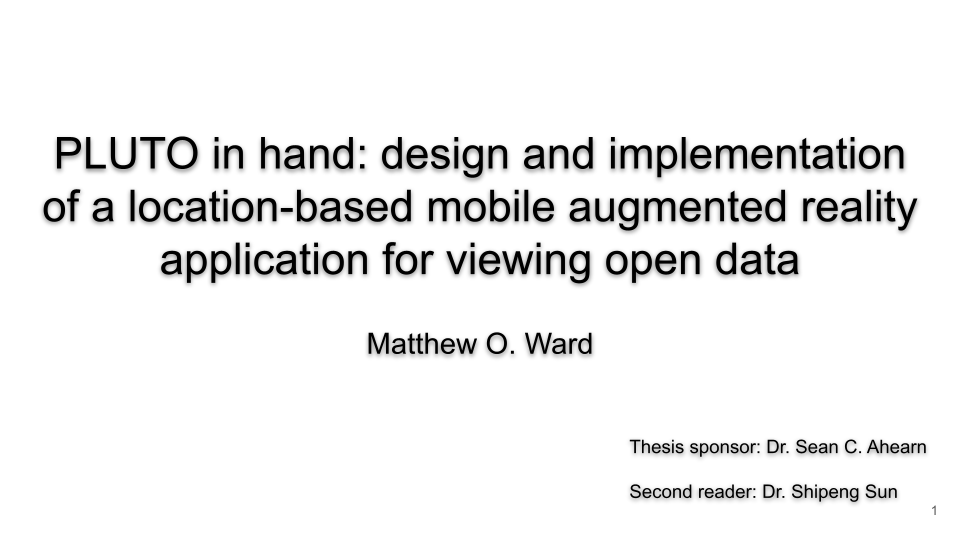 PLUTO in hand: design and implementation
of a location-based mobile augmented reality
application for viewing open data
Matthew O. Ward
Thesis sponsor: Dr. Sean C. Ahearn
Second reader: Dr. Shipeng Sun
1